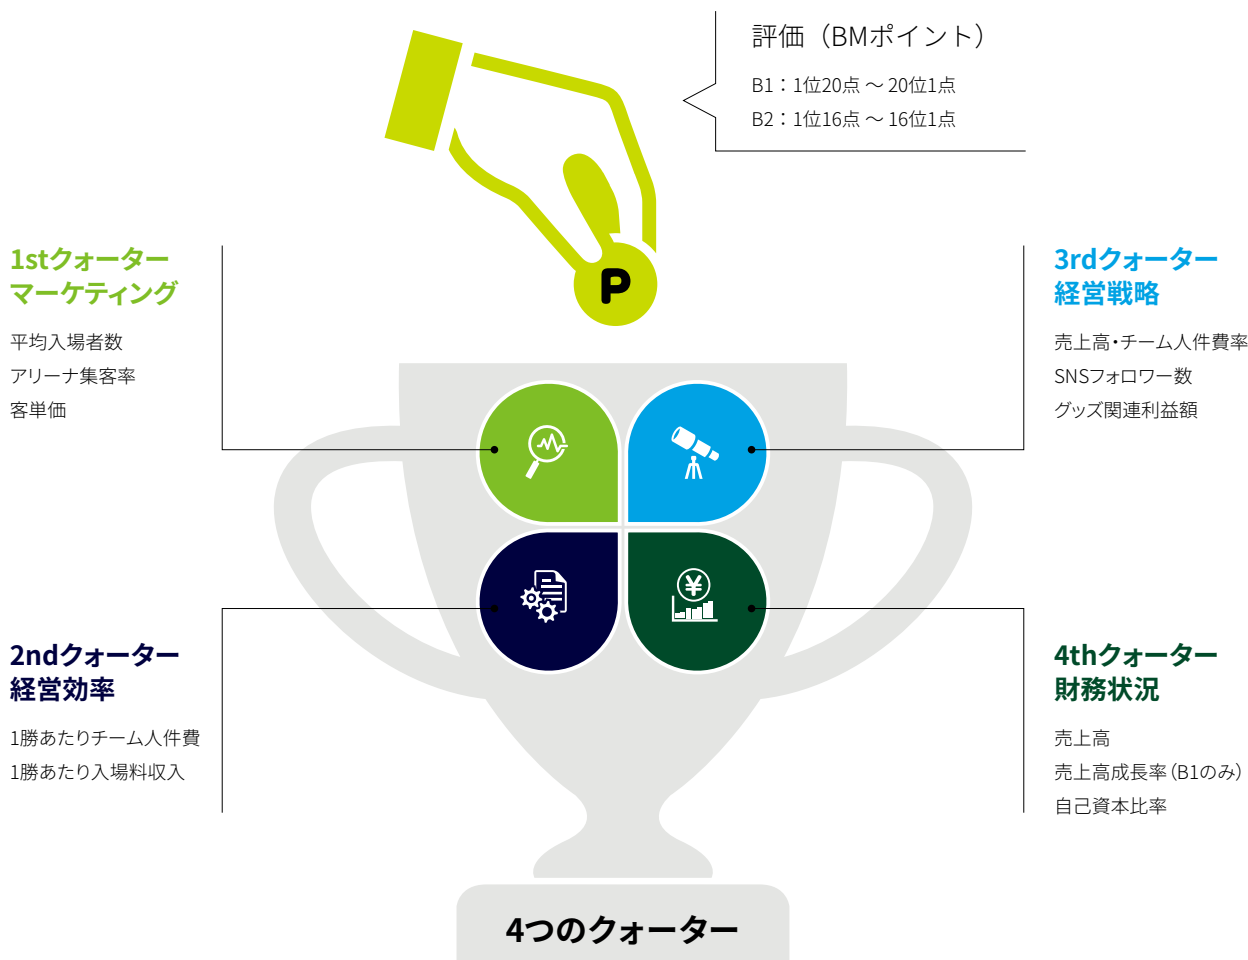 評価（BMポイント）
B1：1位20点 ～ 20位1点
B2：1位16点 ～ 16位1点
P
1stクォーター
マーケティング
平均入場者数
アリーナ集客率
客単価
2ndクォーター
経営効率
1勝あたりチーム人件費
1勝あたり入場料収入
3rdクォーター
経営戦略
売上高・チーム人件費率
SNSフォロワー数
グッズ関連利益額
4thクォーター
財務状況
売上高
売上高成長率（B1のみ）
自己資本比率
¥
4つのクォーター